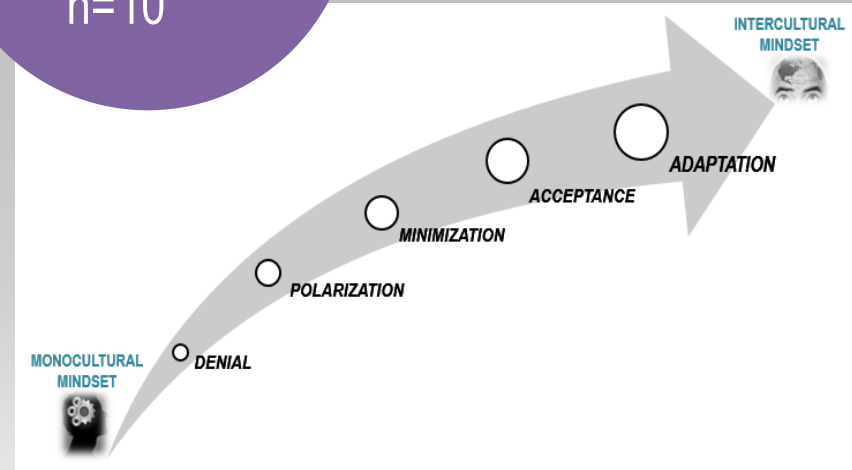 n=10
INTERCULTURAL
MINDSET
ADAPTATION
ACCEPTANCE
MINIMIZATION
POLARIZATION
DENIAL
MONOCULTURAL
MINDSET